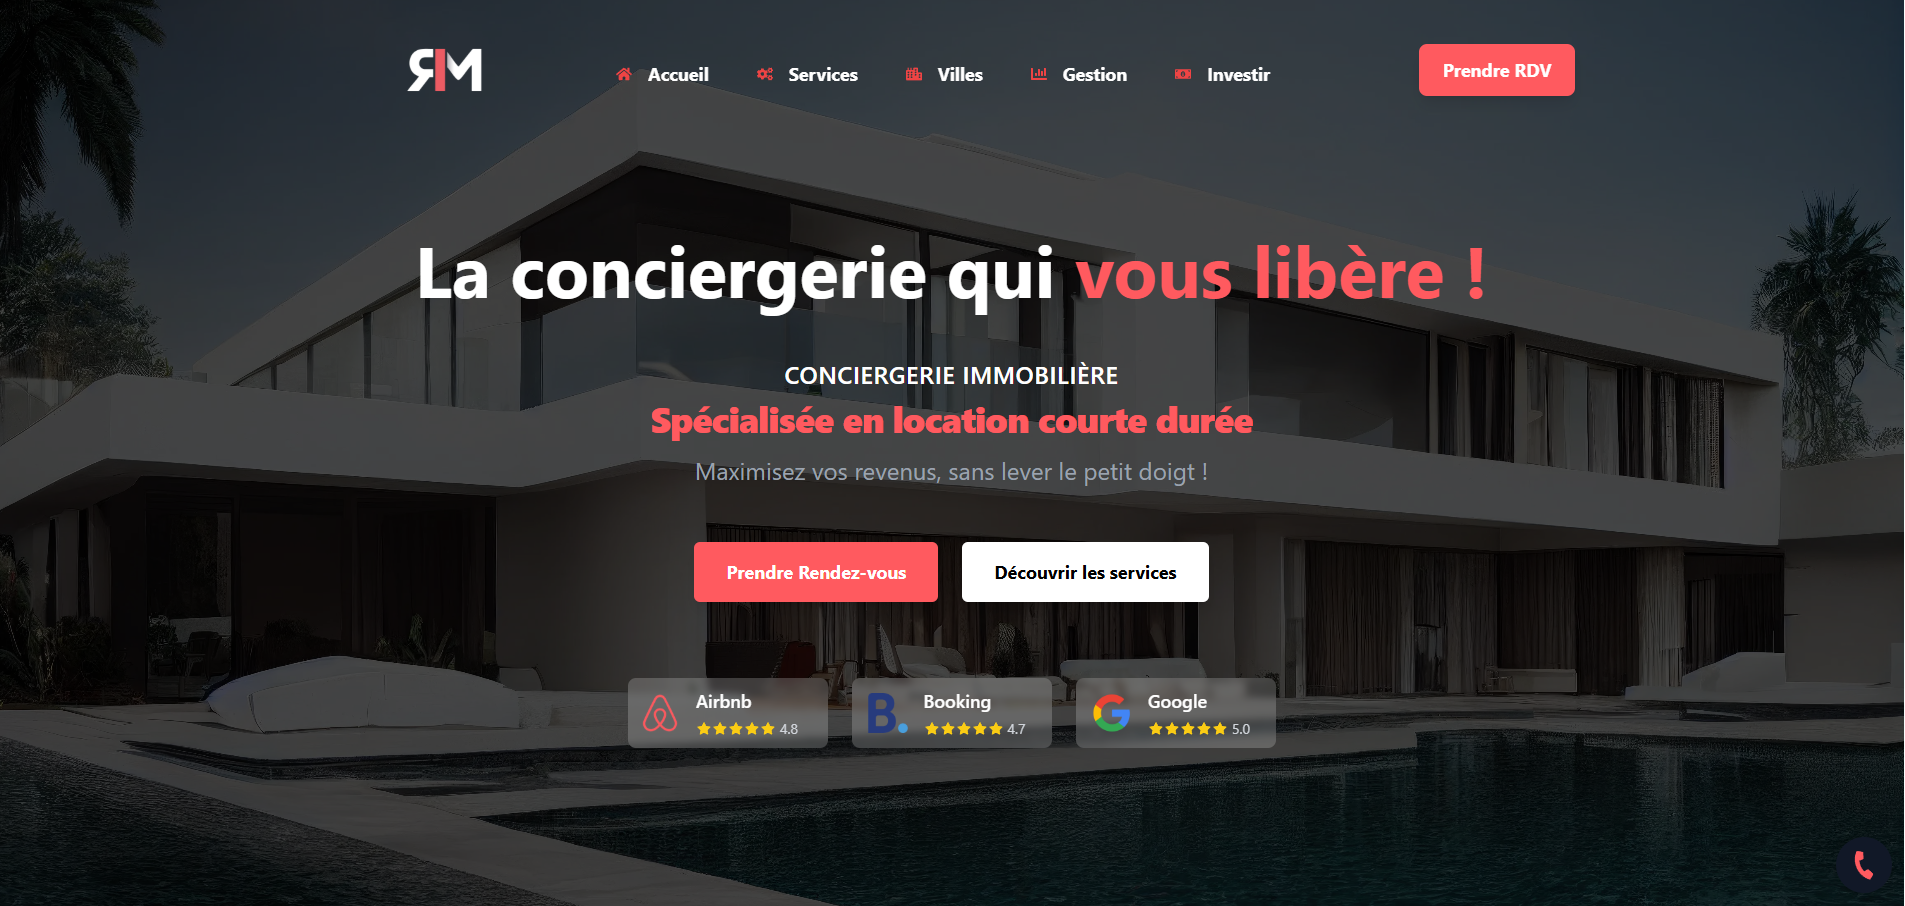 RIM
Accueil
Services
Villes
Gestion
Investir
Prendre RDV
La conciergerie qui vous libère !
CONCIERGERIE IMMOBILIÈRE
Spécialisée en location courte durée
Maximisez vos revenus, sans lever le petit doigt !
Prendre Rendez-vous
Découvrir les services
Airbnb
4.8
B.
Booking
4.7
G
Google
5.0